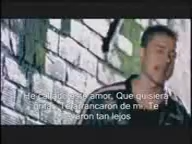 He callado este amor, Que quisiera
gritar, Te arrancaron de mi, Te
llevaron tan lejos